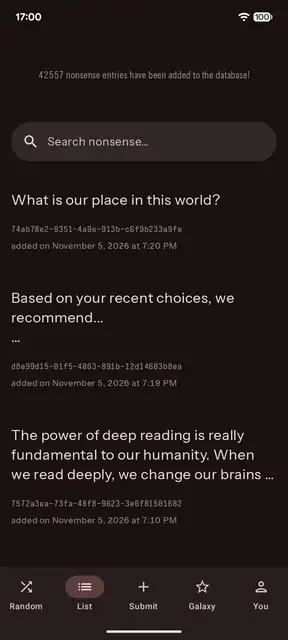 17:00
100
42557 nonsense entries have been added to the database!
Search nonsense...
What is our place in this world?
74ab78e2-9351-4a9e-913b-c6f9b233a9fe
added on November 5, 2026 at 7:20 PM
Based on your recent choices, we
recommend...
...
d8e99d15-01f5-4063-891b-12d14603b8ea
added on November 5, 2026 at 7:19 PM
The power of deep reading is really
fundamental to our humanity. When
we read deeply, we change our brains ...
7572a3ea-73fa-48f8-9623-3e6f81501682
added on November 5, 2026 at 7:10 PM
Random
List
Submit
Galaxy
You